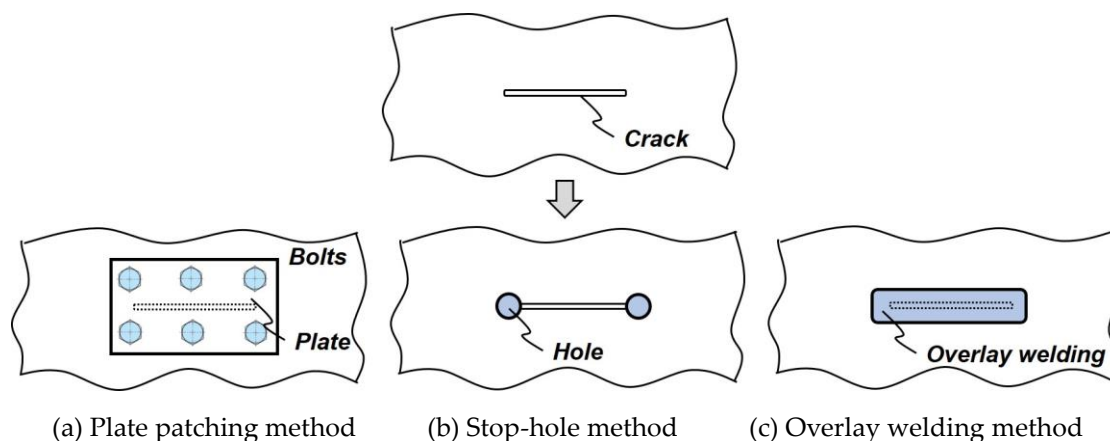 Crack
Bolts
Plate
Hole
Overlay welding
(a) Plate patching method
(b) Stop-hole method
(c) Overlay welding method